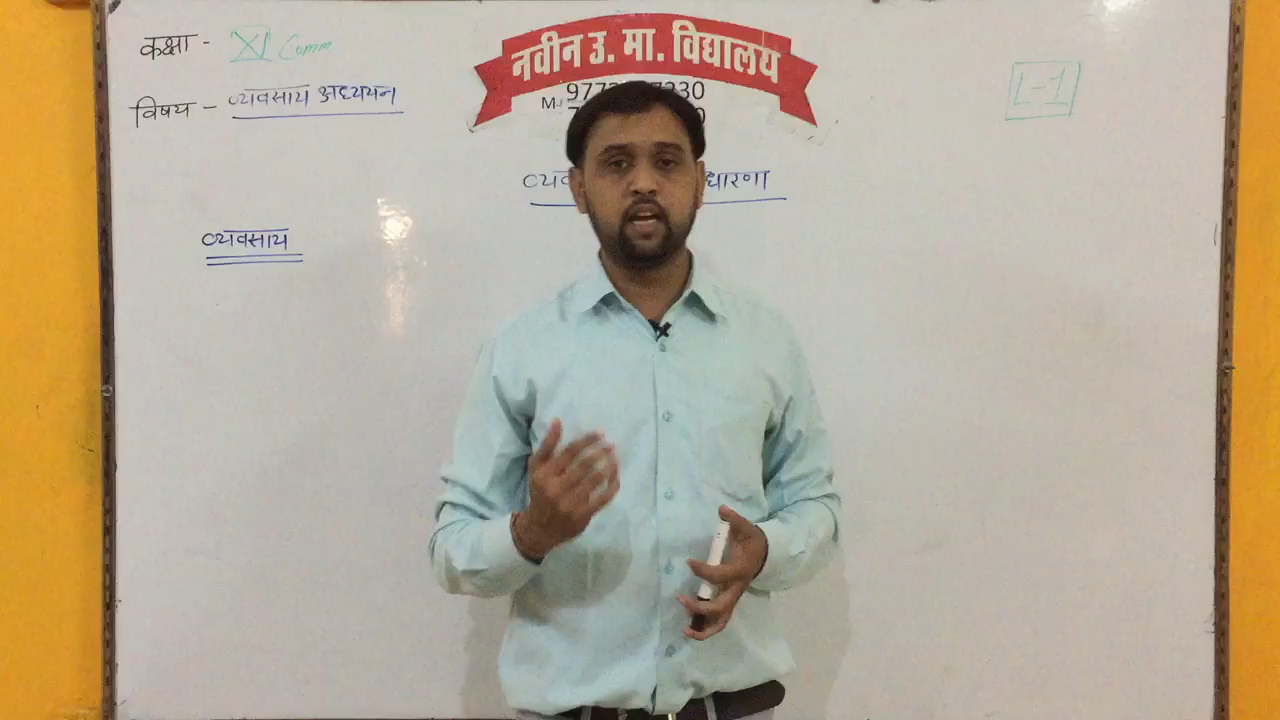 कक्षा - XI Comm
नवीन उ. मा. विद्यालय
L-1
विषय - व्यवसाय अध्ययन
व्यवसाय